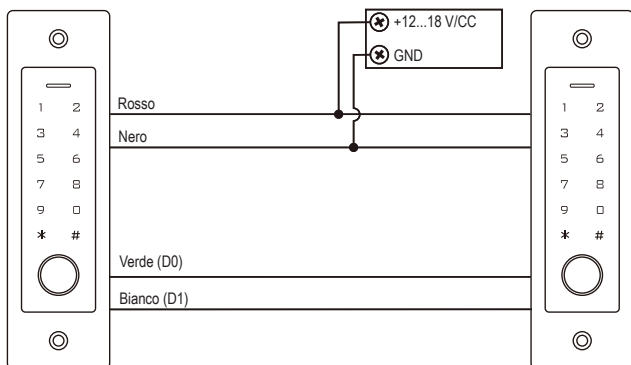 +12...18 V/CC
GND
Rosso
Nero
Verde (D0)
Bianco (D1)
1 2
3 4
5 6
7 8
9 0
* #
1 2
3 4
5 6
7 8
9 0
* #